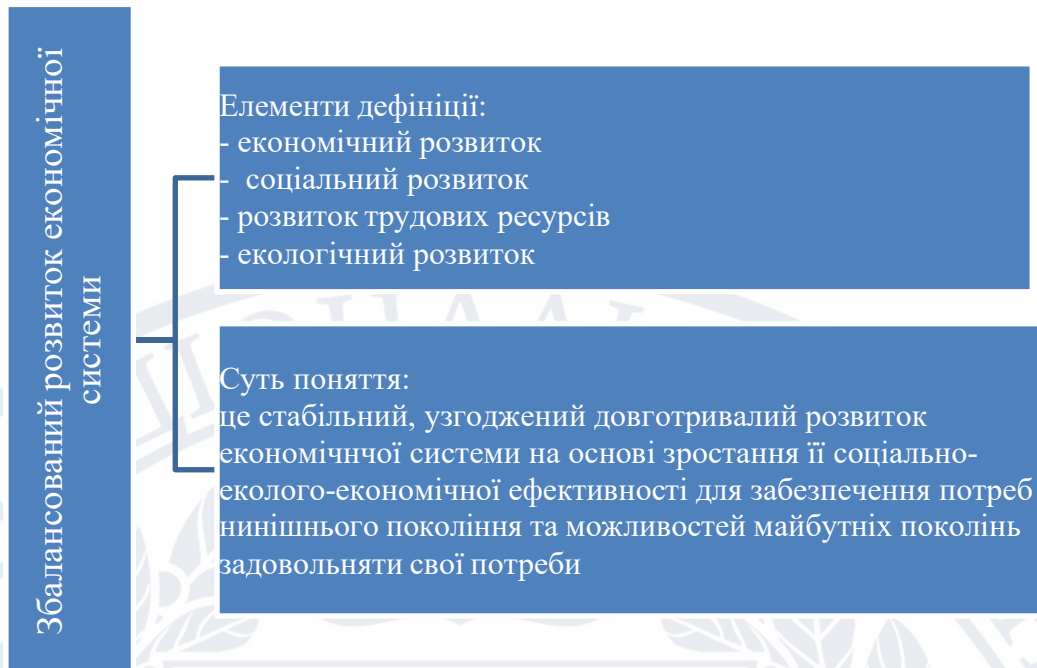 Збалансований розвиток економічної
системи
Елементи дефініції:
- економічний розвиток
-  соціальний розвиток
- розвиток трудових ресурсів
- екологічний розвиток
Суть поняття:
це стабільний, узгоджений довготривалий розвиток
економічнчої системи на основі зростання її соціально-
еколого-економічної ефективності для забезпечення потреб
нинішнього покоління та можливостей майбутніх поколінь
задовольняти свої потреби